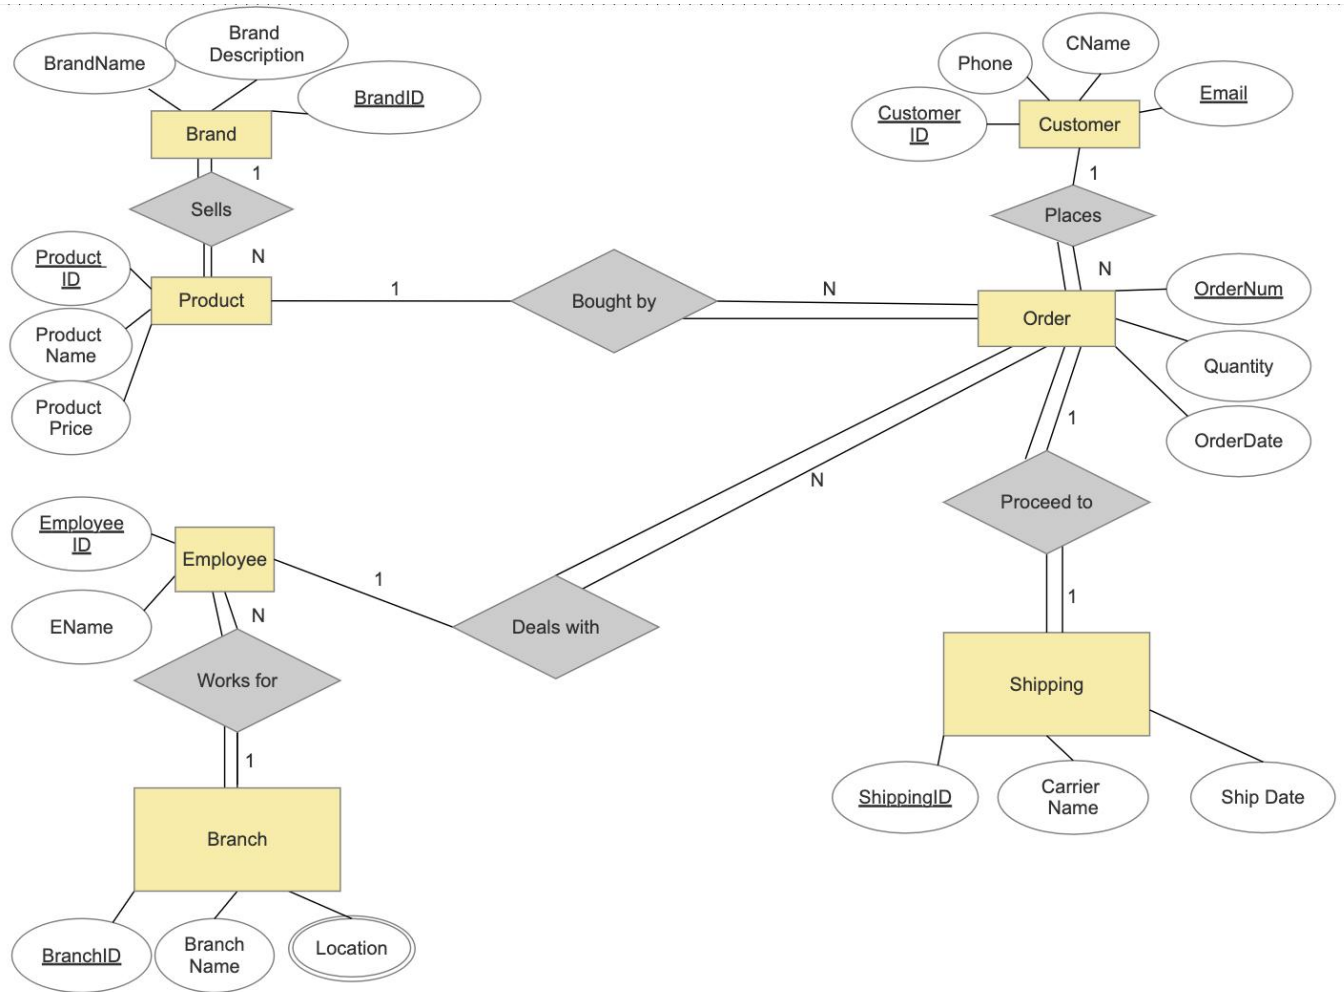 Brand
Description
BrandName
BrandID
Brand
1
Sells
N
Product
ID
Product
Product
Name
Product
Price
1
Bought by
N
CName
Phone
Email
Customer
ID
Customer
1
Places
N
OrderNum
Order
Quantity
OrderDate
1
Proceed to
1
Shipping
ShippingID
Carrier
Name
Ship Date
N
Deals with
1
Employee
ID
Employee
EName
N
Works for
1
Branch
BranchID
Branch
Name
Location